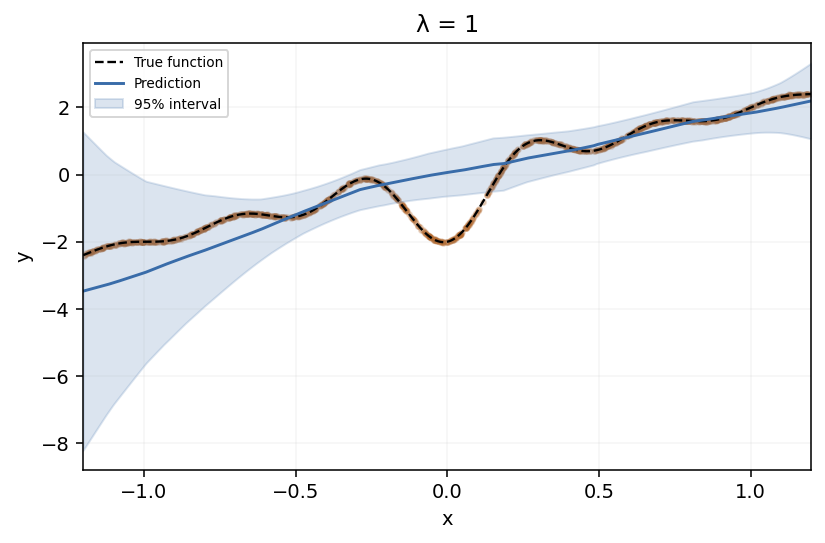 λ = 1
True function
Prediction
95% interval
2
0
−2
−4
−6
−8
y
−1.0 −0.5 0.0 0.5 1.0
x